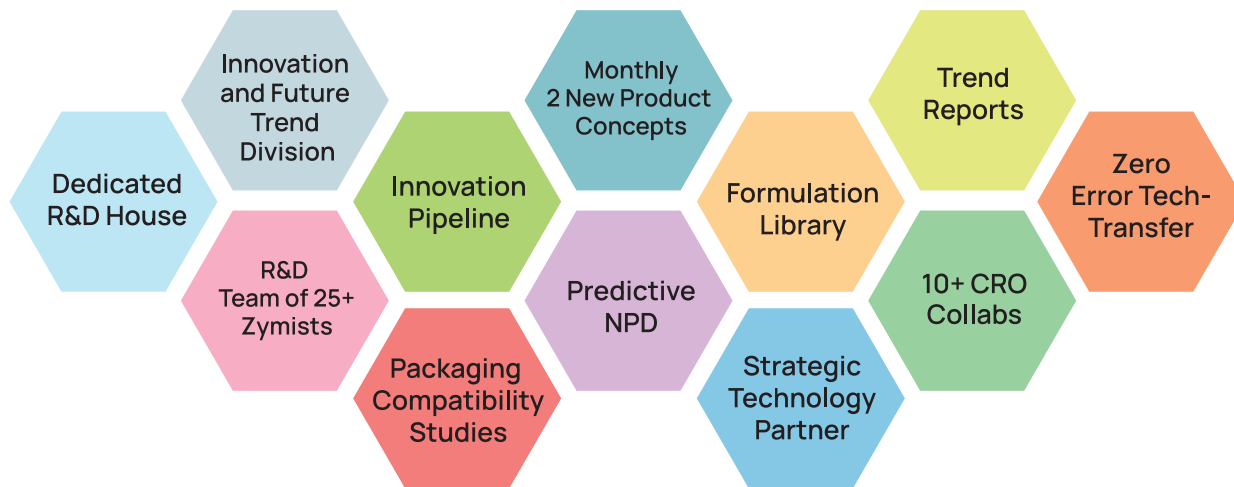 Innovation
and Future
Trend
Division
Monthly
2 New Product
Concepts
Trend
Reports
Dedicated
R&D House
Innovation
Pipeline
Formulation
Library
Zero
Error Tech-
Transfer
R&D
Team of 25+
Zymists
Predictive
NPD
10+ CRO
Collabs
Packaging
Compatibility
Studies
Strategic
Technology
Partner